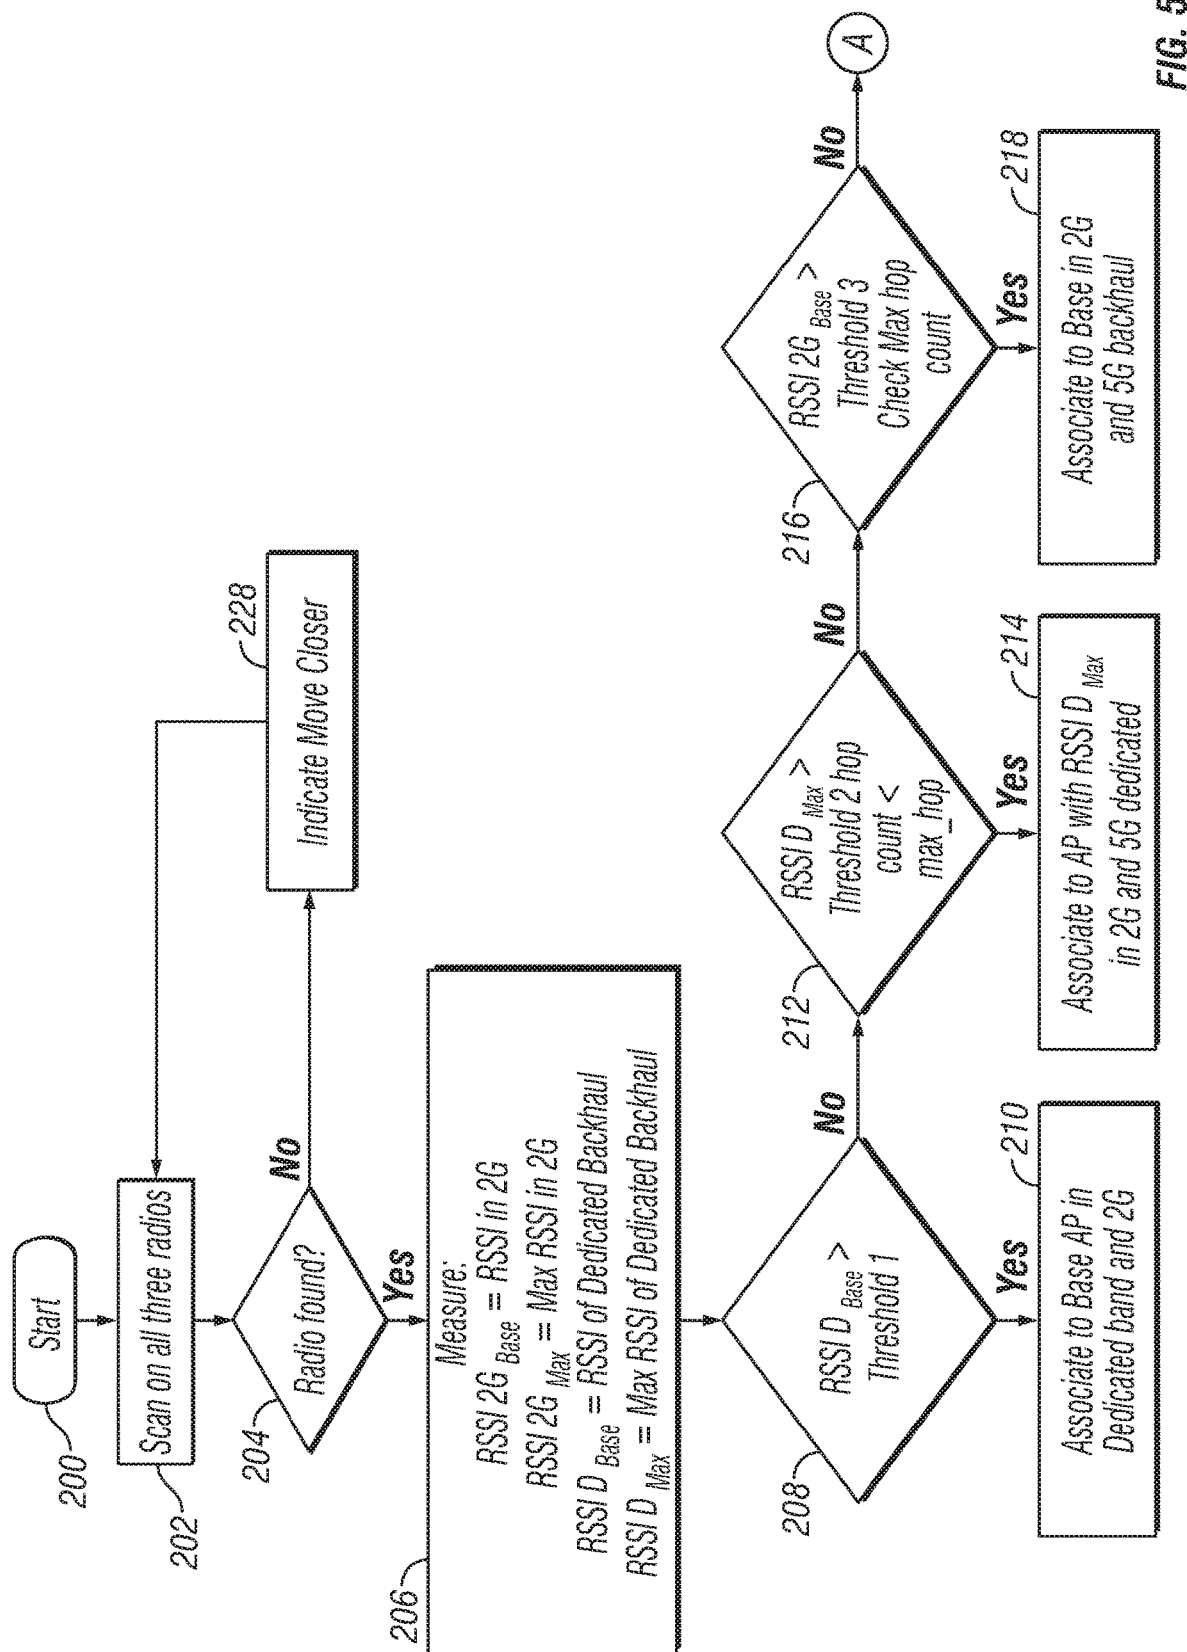 Start
200
Scan on all three radios
202
Radio found?
204
No
Indicate Move Closer
228
Yes
Measure:
RSSI 2G Base = RSSI in 2G
RSSI 2G Max = Max RSSI in 2G
RSSI D Base = RSSI of Dedicated Backhaul
RSSI D Max = Max RSSI of Dedicated Backhaul
206
RSSI D Base >
Threshold 1
208
No
Yes
Associate to Base AP in
Dedicated band and 2G
210
RSSI D Max >
Threshold 2 hop
count <
max_hop
212
No
Yes
Associate to AP with RSSI D Max
in 2G and 5G dedicated
214
RSSI 2G Base >
Threshold 3
Check Max hop
count
216
No
Yes
Associate to Base in 2G
and 5G backhaul
218
A
FIG. 5